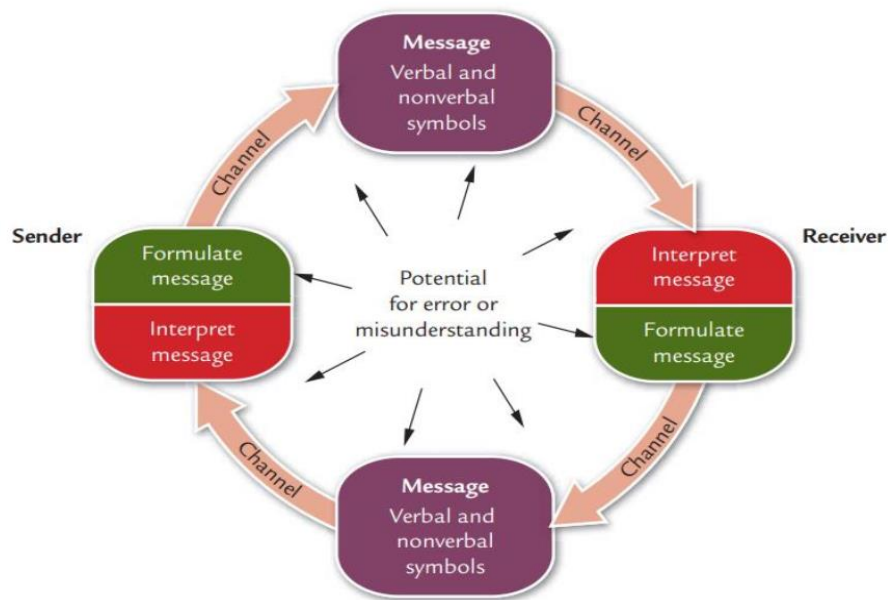 Message
Verbal and
nonverbal
symbols
Channel
Channel
Sender
Formulate
message
Interpret
message
Potential
for error or
misunderstanding
Receiver
Interpret
message
Formulate
message
Channel
Channel
Message
Verbal and
nonverbal
symbols